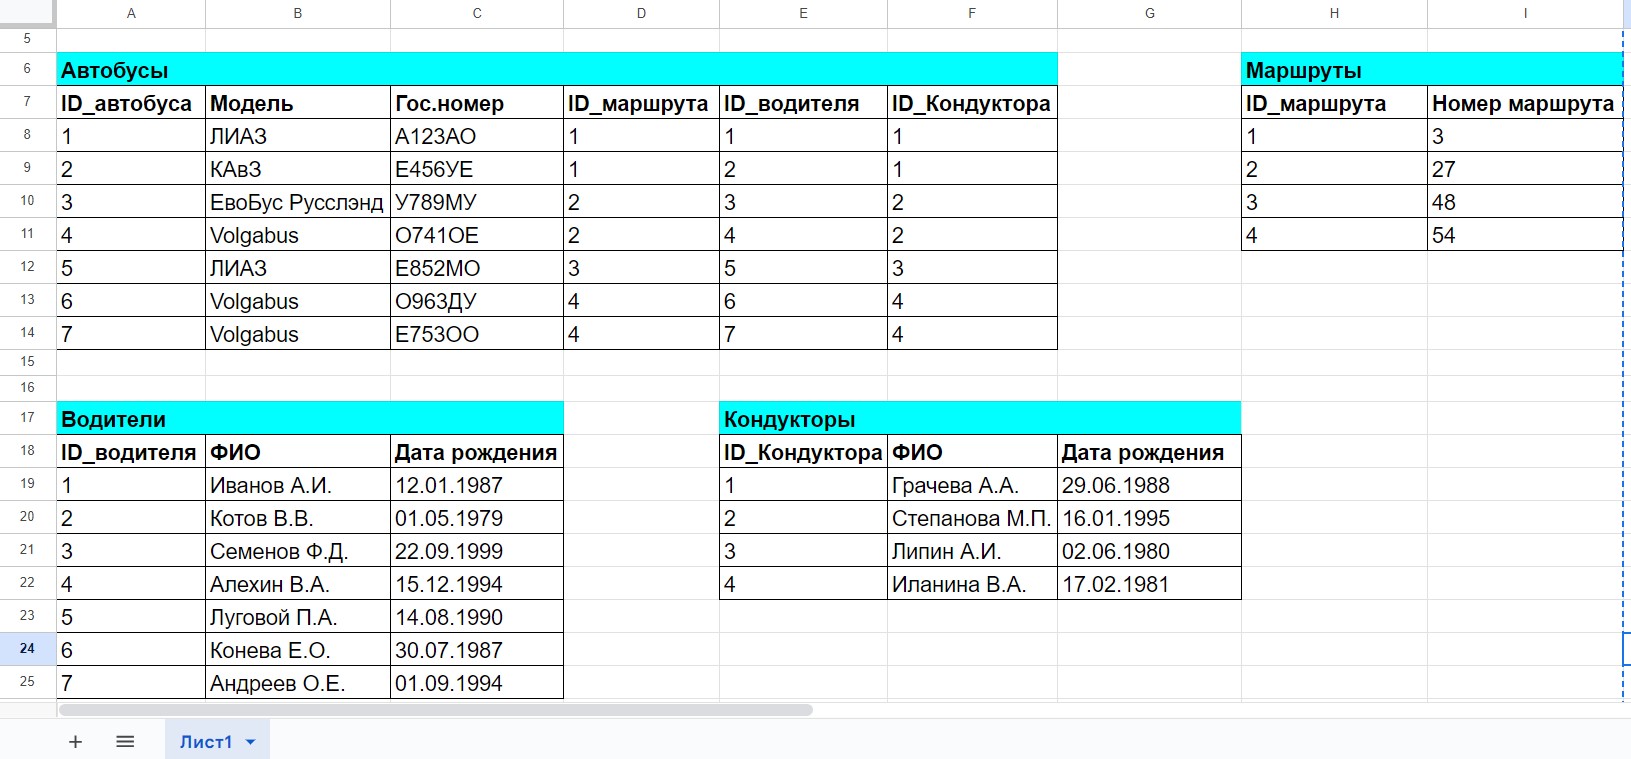 A B C D E F G H I
5
6 Автобусы Маршруты
7 ID_автобуса Модель Гос.номер ID_маршрута ID_водителя ID_Кондуктора ID_маршрута Номер маршрута
8 1 ЛИАЗ А123АО 1 1 1 1 3
9 2 КАвЗ Е456УЕ 1 2 1 2 27
10 3 ЕвоБус Русслэнд У789МУ 2 3 2 3 48
11 4 Volgabus О741ОЕ 2 4 2 4 54
12 5 ЛИАЗ Е852МО 3 5 3
13 6 Volgabus О963ДУ 4 6 4
14 7 Volgabus Е753ОО 4 7 4
15
16
17 Водители Кондукторы
18 ID_водителя ФИО Дата рождения ID_Кондуктора ФИО Дата рождения
19 1 Иванов А.И. 12.01.1987 1 Грачева А.А. 29.06.1988
20 2 Котов В.В. 01.05.1979 2 Степанова М.П. 16.01.1995
21 3 Семенов Ф.Д. 22.09.1999 3 Липин А.И. 02.06.1980
22 4 Алехин В.А. 15.12.1994 4 Иланина В.А. 17.02.1981
23 5 Луговой П.А. 14.08.1990
24 6 Конева Е.О. 30.07.1987
25 7 Андреев О.Е. 01.09.1994
Лист1